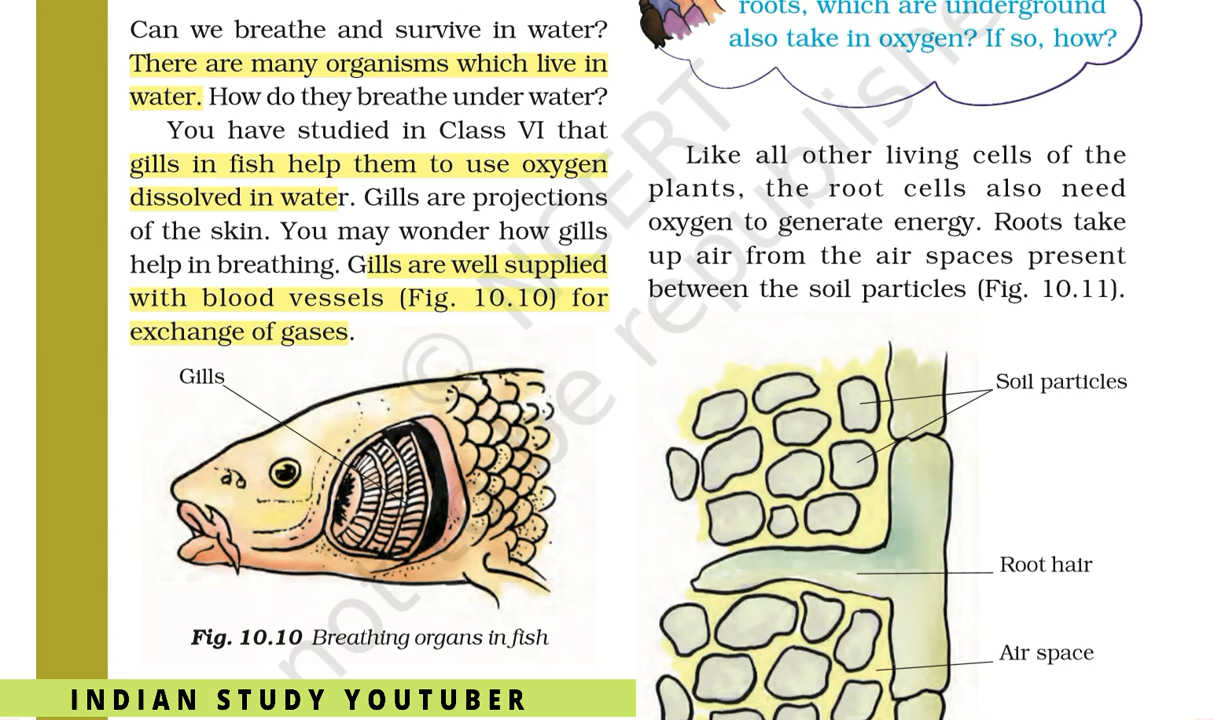 Can we breathe and survive in water?
There are many organisms which live in
water. How do they breathe under water?
You have studied in Class VI that
gills in fish help them to use oxygen
dissolved in water. Gills are projections
of the skin. You may wonder how gills
help in breathing. Gills are well supplied
with blood vessels (Fig. 10.10) for
exchange of gases.
Gills
Fig. 10.10 Breathing organs in fish
roots, which are underground
also take in oxygen? If so, how?
Like all other living cells of the
plants, the root cells also need
oxygen to generate energy. Roots take
up air from the air spaces present
between the soil particles (Fig. 10.11).
Soil particles
Root hair
Air space
© NCERT
not be republishe
INDIAN STUDY YOUTUBER